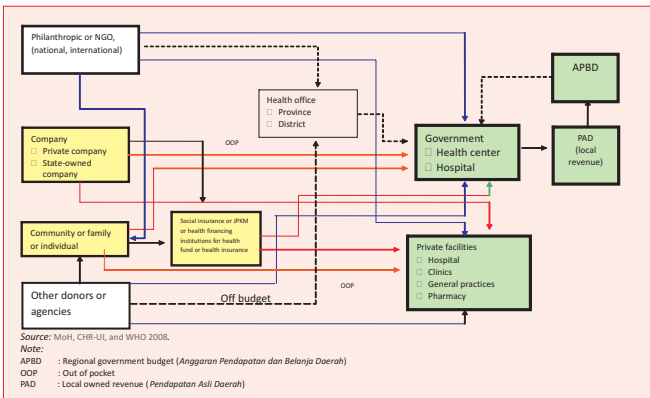 Philanthropic or NGO,
(national, international)
APBD
Health office
Province
District
Government
Health center
Hospital
PAD
(local
revenue)
Company
Private company
State-owned
company
OOP
Community or family
or individual
Social insurance or JPKM
or health financing
institutions for health
fund or health insurance
Private facilities
Hospital
Clinics
General practices
Pharmacy
Other donors or
agencies
Off budget
OOP
Source: MoH, CHR-UI, and WHO 2008.
Note:
APBD : Regional government budget (Anggaran Pendapatan dan Belanja Daerah)
OOP : Out of pocket
PAD : Local owned revenue (Pendapatan Asli Daerah)